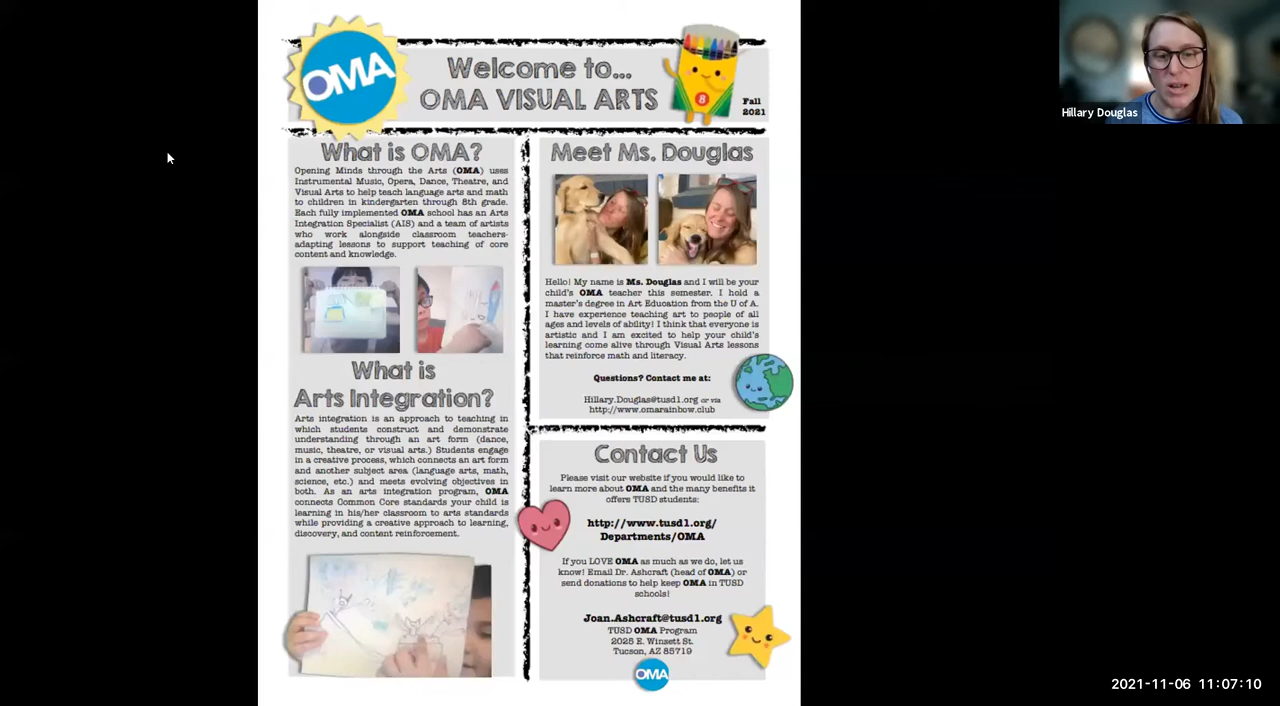 OMA
Welcome to...
OMA VISUAL ARTS
8
Fall
2021
What is OMA?
Opening Minds through the Arts (OMA) uses
Instrumental Music, Opera, Dance, Theatre, and
Visual Arts to help teach language arts and math
to children in kindergarten through 8th grade.
Each fully implemented OMA school has an Arts
Integration Specialist (AIS) and a team of artists
who work alongside classroom teachers-
adapting lessons to support teaching of core
content and knowledge.
What is
Arts Integration?
Arts integration is an approach to teaching in
which students construct and demonstrate
understanding through an art form (dance,
music, theatre, or visual arts.) Students engage
in a creative process, which connects an art form
and another subject area (language arts, math,
science, etc.) and meets evolving objectives in
both. As an arts integration program, OMA
connects Common Core standards your child is
learning in his/her classroom to arts standards
while providing a creative approach to learning,
discovery, and content reinforcement.
Meet Ms. Douglas
Hello! My name is Ms. Douglas and I will be your
child's OMA teacher this semester. I hold a
master's degree in Art Education from the U of A.
I have experience teaching art to people of all
ages and levels of ability! I think that everyone is
artistic and I am excited to help your child's
learning come alive through Visual Arts lessons
that reinforce math and literacy.
Questions? Contact me at:
Hillary.Douglas@tusd1.org or via
http://www.omarainbow.club
Contact Us
Please visit our website if you would like to
learn more about OMA and the many benefits it
offers TUSD students:
http://www.tusd1.org/
Departments/OMA
If you LOVE OMA as much as we do, let us
know! Email Dr. Ashcraft (head of OMA) or
send donations to help keep OMA in TUSD
schools!
Joan.Ashcraft@tusd1.org
TUSD OMA Program
2025 E. Winsett St.
Tucson, AZ 85719
OMA
Hillary Douglas
2021-11-06 11:07:10